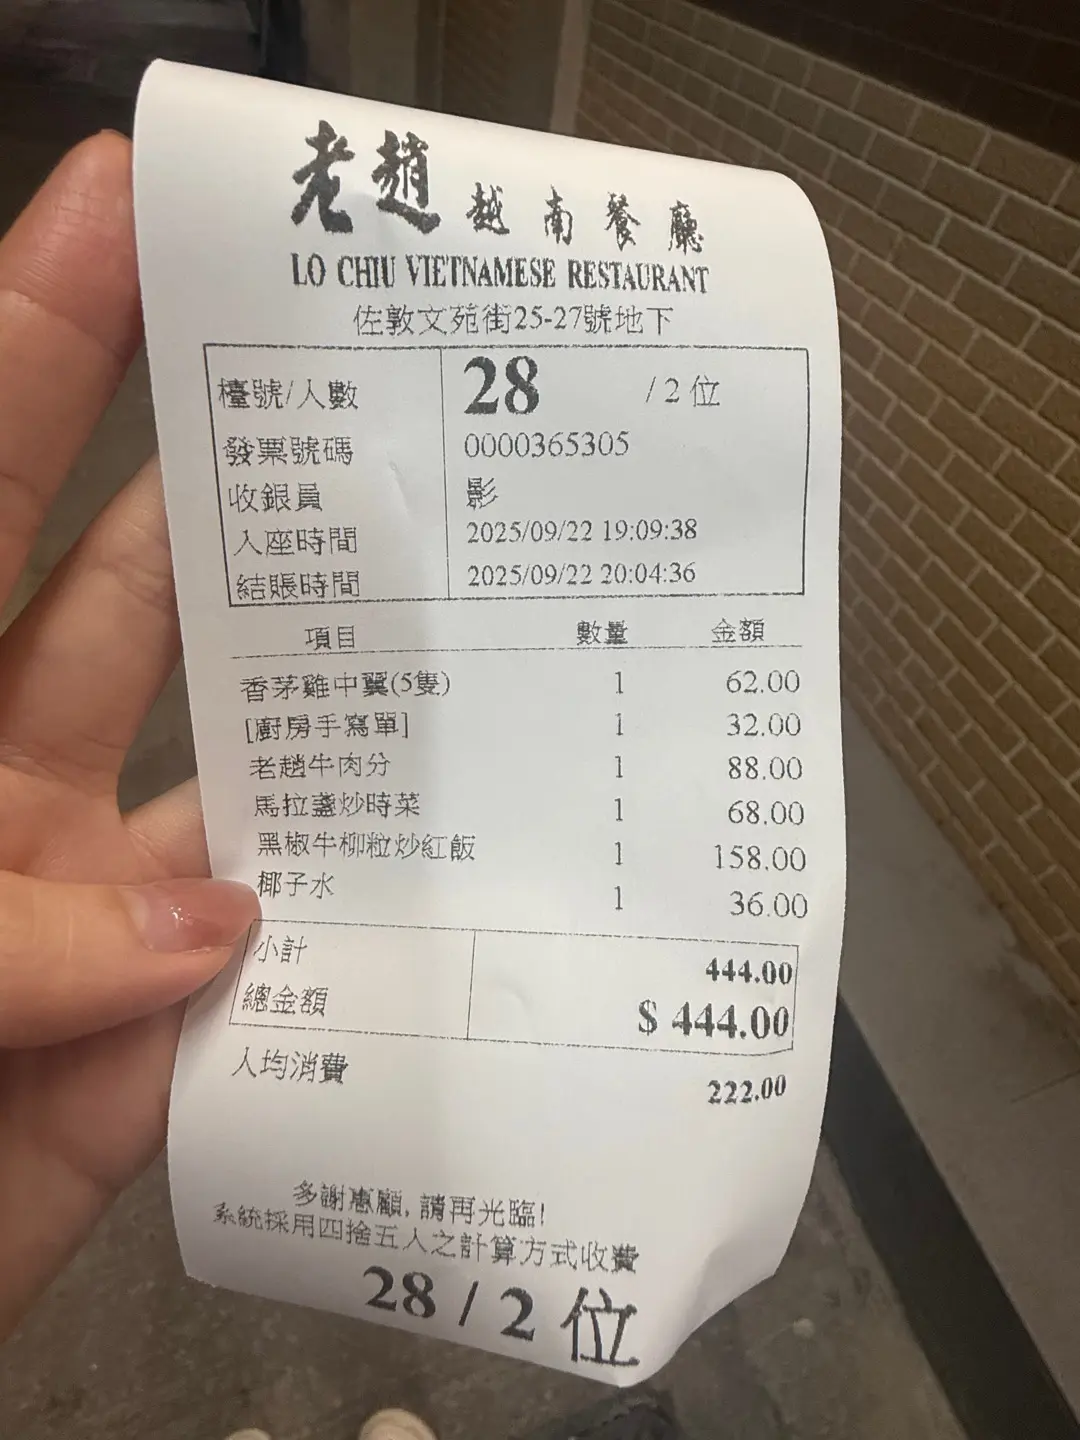 老趙越南餐廳
LO CHIU VIETNAMESE RESTAURANT
佐敦文苑街25-27號地下
檯號/人數 28 / 2 位
發票號碼 0000365305
收銀員 影
入座時間 2025/09/22 19:09:38
結賬時間 2025/09/22 20:04:36
項目 數量 金額
香茅雞中翼(5隻) 1 62.00
[廚房手寫單] 1 32.00
老趙牛肉分 1 88.00
馬拉盞炒時菜 1 68.00
黑椒牛柳粒炒紅飯 1 158.00
椰子水 1 36.00
小計 444.00
總金額 $ 444.00
人均消費 222.00
多謝惠顧, 請再光臨!
系統採用四捨五入之計算方式收費
28 / 2 位